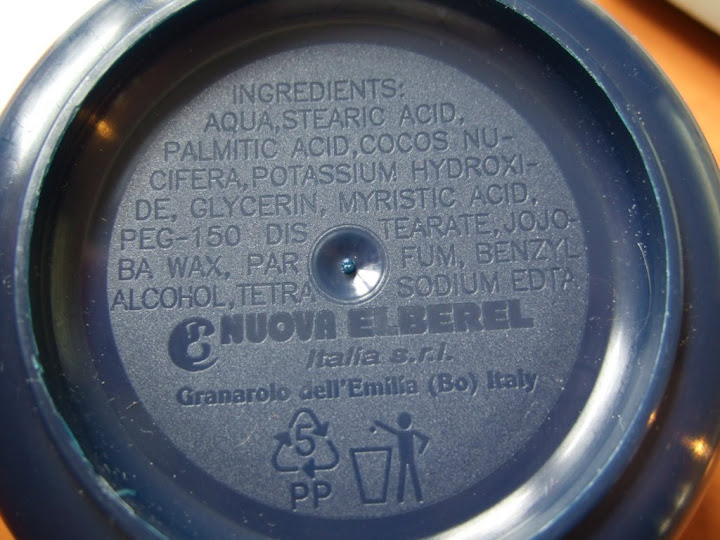 INGREDIENTS:
AQUA,STEARIC ACID,
PALMITIC ACID,COCOS NU-
CIFERA,POTASSIUM HYDROXI-
DE, GLYCERIN, MYRISTIC ACID,
PEG-150 DIS TEARATE,JOJO-
BA WAX, PAR FUM, BENZYL
ALCOHOL,TETRA SODIUM EDTA
NUOVA ELBEREL
Italia s.r.l.
Granarolo dell'Emilia (Bo) Italy
5
PP